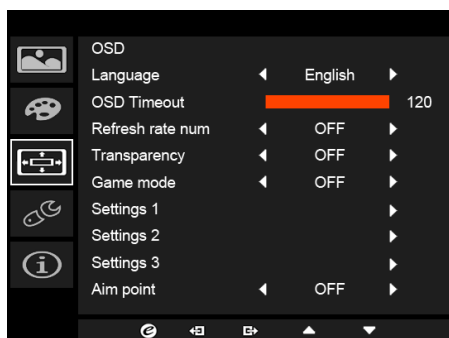 OSD
Language English
OSD Timeout 120
Refresh rate num OFF
Transparency OFF
Game mode OFF
Settings 1
Settings 2
Settings 3
Aim point OFF